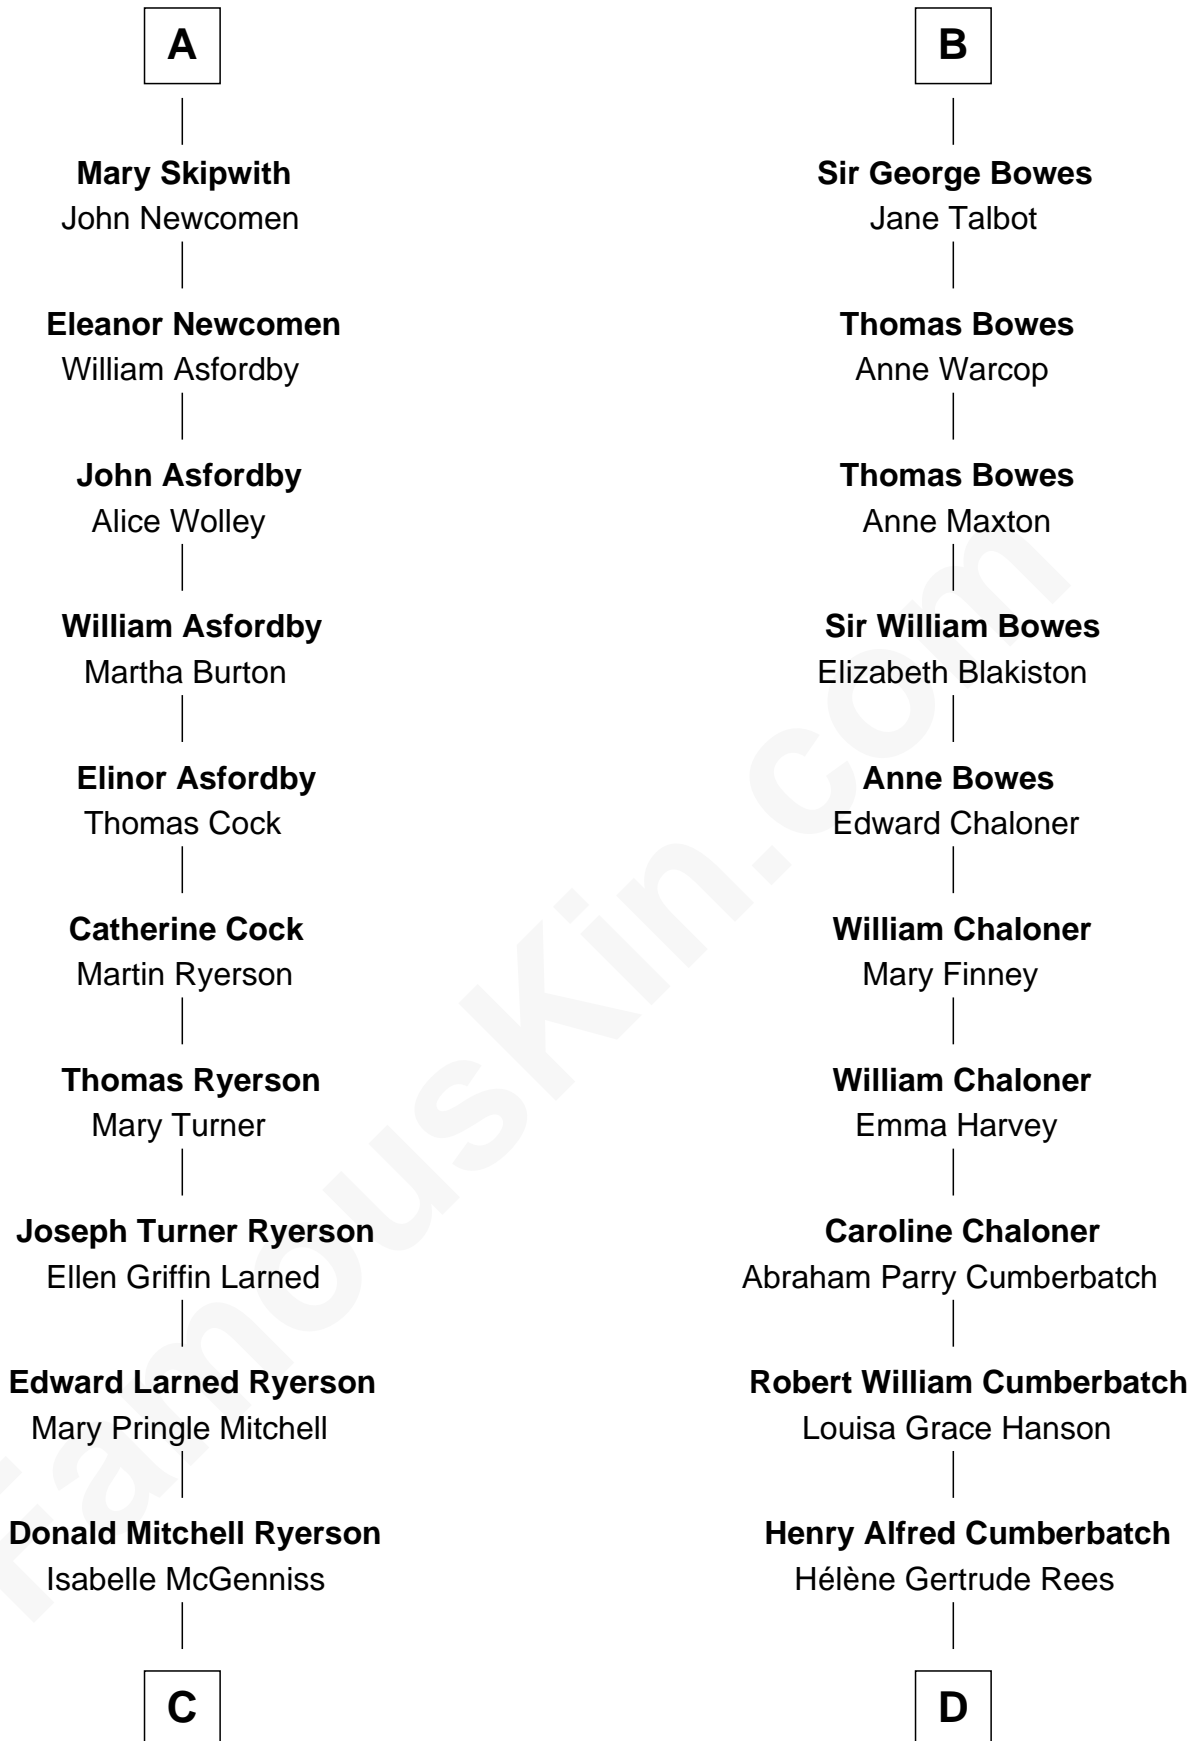 A
Mary Skipwith
John Newcomen
Eleanor Newcomen
William Asfordby
John Asfordby
Alice Wolley
William Asfordby
Martha Burton
Elinor Asfordby
Thomas Cock
Catherine Cock
Martin Ryerson
Thomas Ryerson
Mary Turner
Joseph Turner Ryerson
Ellen Griffin Larned
Edward Larned Ryerson
Mary Pringle Mitchell
Donald Mitchell Ryerson
Isabelle McGenniss
C
B
Sir George Bowes
Jane Talbot
Thomas Bowes
Anne Warcop
Thomas Bowes
Anne Maxton
Sir William Bowes
Elizabeth Blakiston
Anne Bowes
Edward Chaloner
William Chaloner
Mary Finney
William Chaloner
Emma Harvey
Caroline Chaloner
Abraham Parry Cumberbatch
Robert William Cumberbatch
Louisa Grace Hanson
Henry Alfred Cumberbatch
Hélène Gertrude Rees
D
FamousKin.com